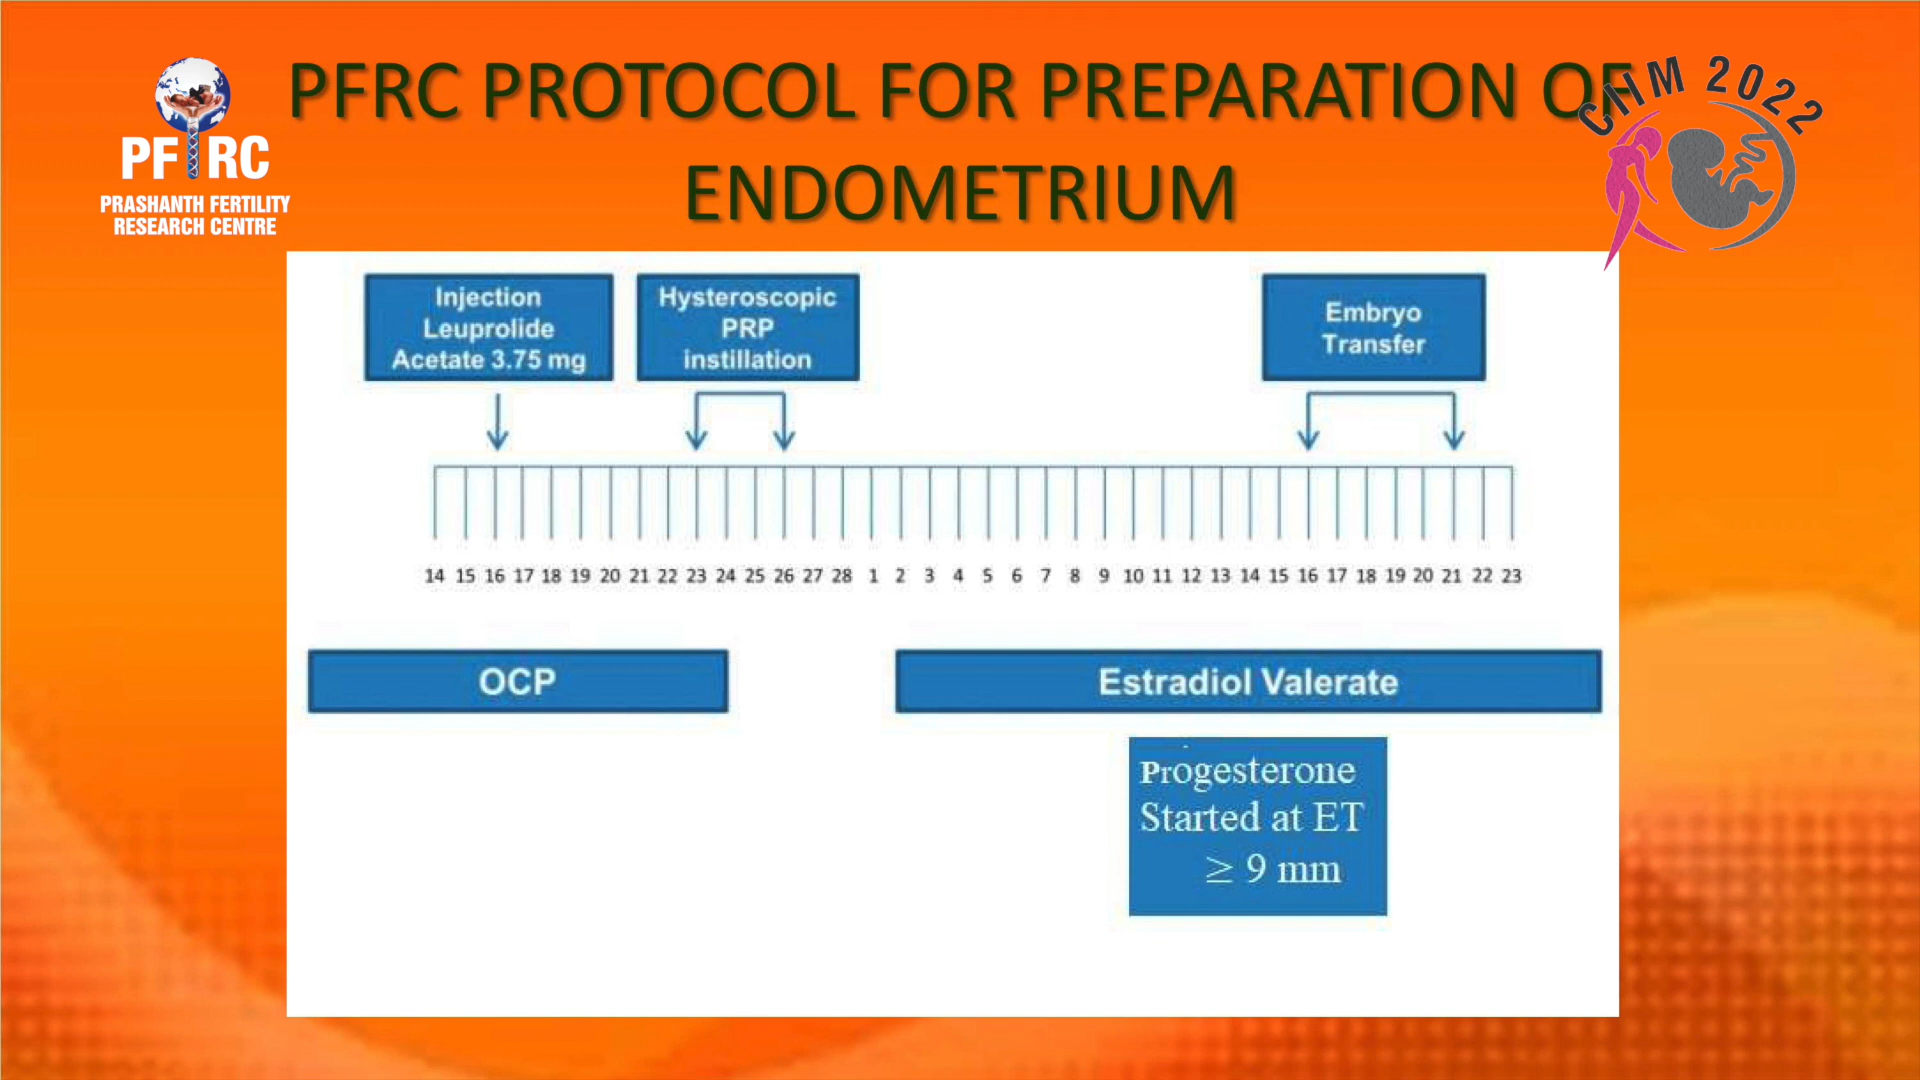 PFRC PROTOCOL FOR PREPARATION OF
ENDOMETRIUM
PF RC
PRASHANTH FERTILITY
RESEARCH CENTRE
CHM 2022
Injection
Leuprolide
Acetate 3.75 mg
Hysteroscopic
PRP
instillation
Embryo
Transfer
14 15 16 17 18 19 20 21 22 23 24 25 26 27 28 1 2 3 4 5 6 7 8 9 10 11 12 13 14 15 16 17 18 19 20 21 22 23
OCP
Estradiol Valerate
Progesterone
Started at ET
≥ 9 mm